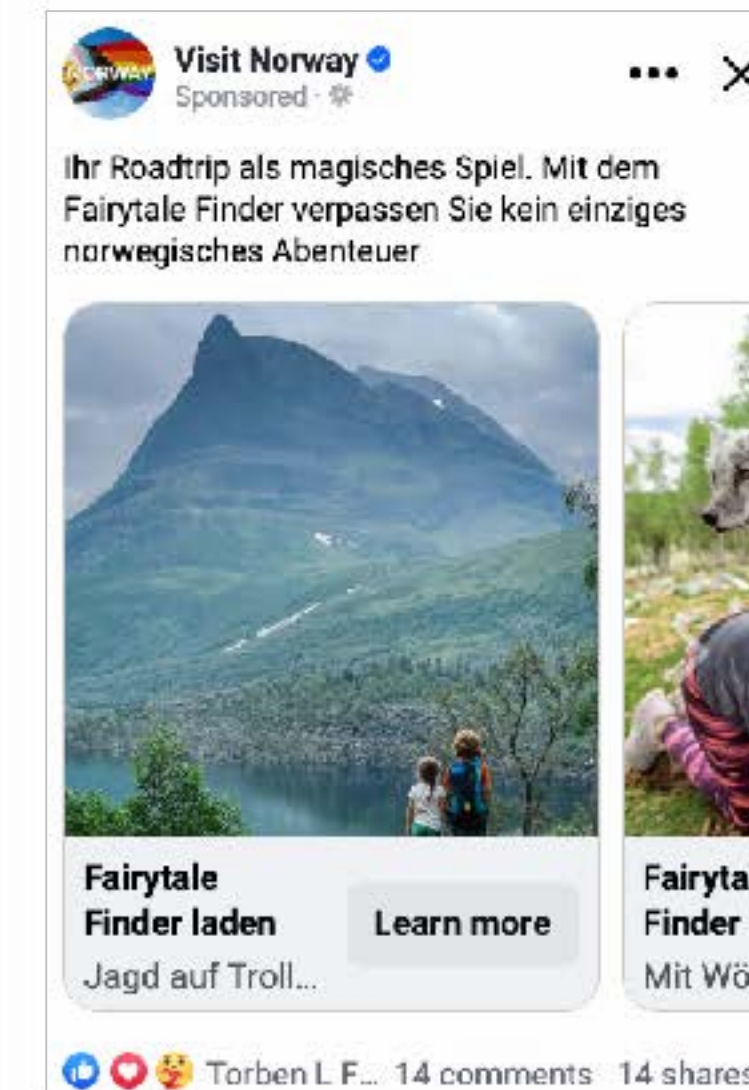 NORWAY
Visit Norway
Sponsored ·
Ihr Roadtrip als magisches Spiel. Mit dem
Fairytale Finder verpassen Sie kein einziges
norwegisches Abenteuer
Fairytale
Finder laden
Learn more
Jagd auf Troll...
Fairyta
Finder
Mit Wö
Torben L F... 14 comments 14 shares